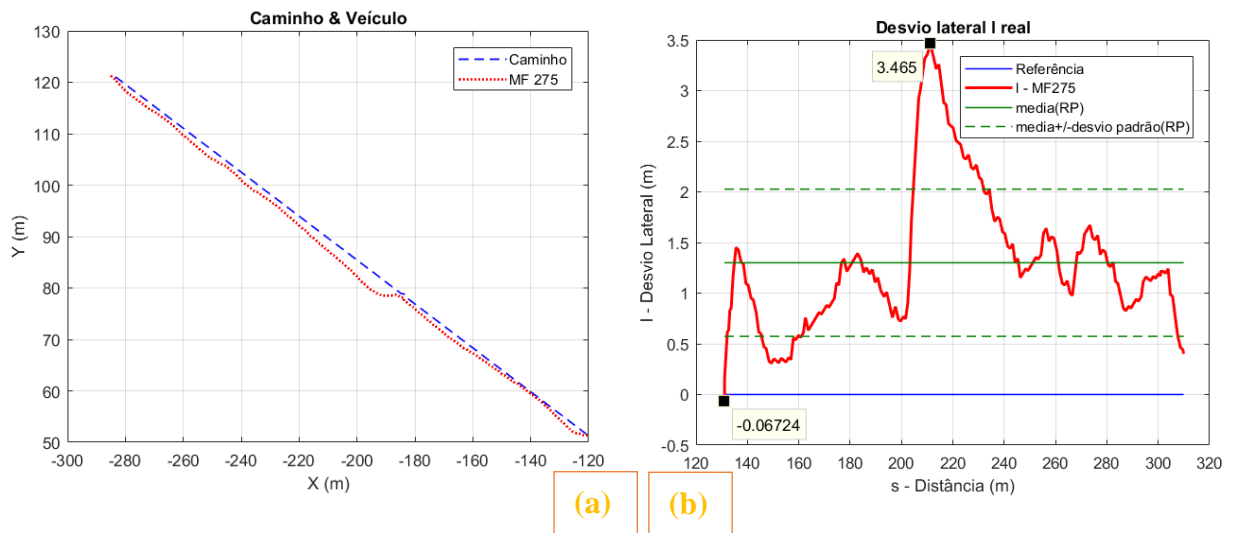 Caminho & Veículo
130
120
110
100
90
80
70
60
50
Y (m)
Caminho
MF 275
-300 -280 -260 -240 -220 -200 -180 -160 -140 -120
X (m)
(a)
Desvio lateral l real
3.5
3
2.5
2
1.5
1
0.5
0
-0.5
l - Desvio Lateral (m)
3.465
Referência
l - MF275
media(RP)
media+/-desvio padrão(RP)
-0.06724
120 140 160 180 200 220 240 260 280 300 320
s - Distância (m)
(b)